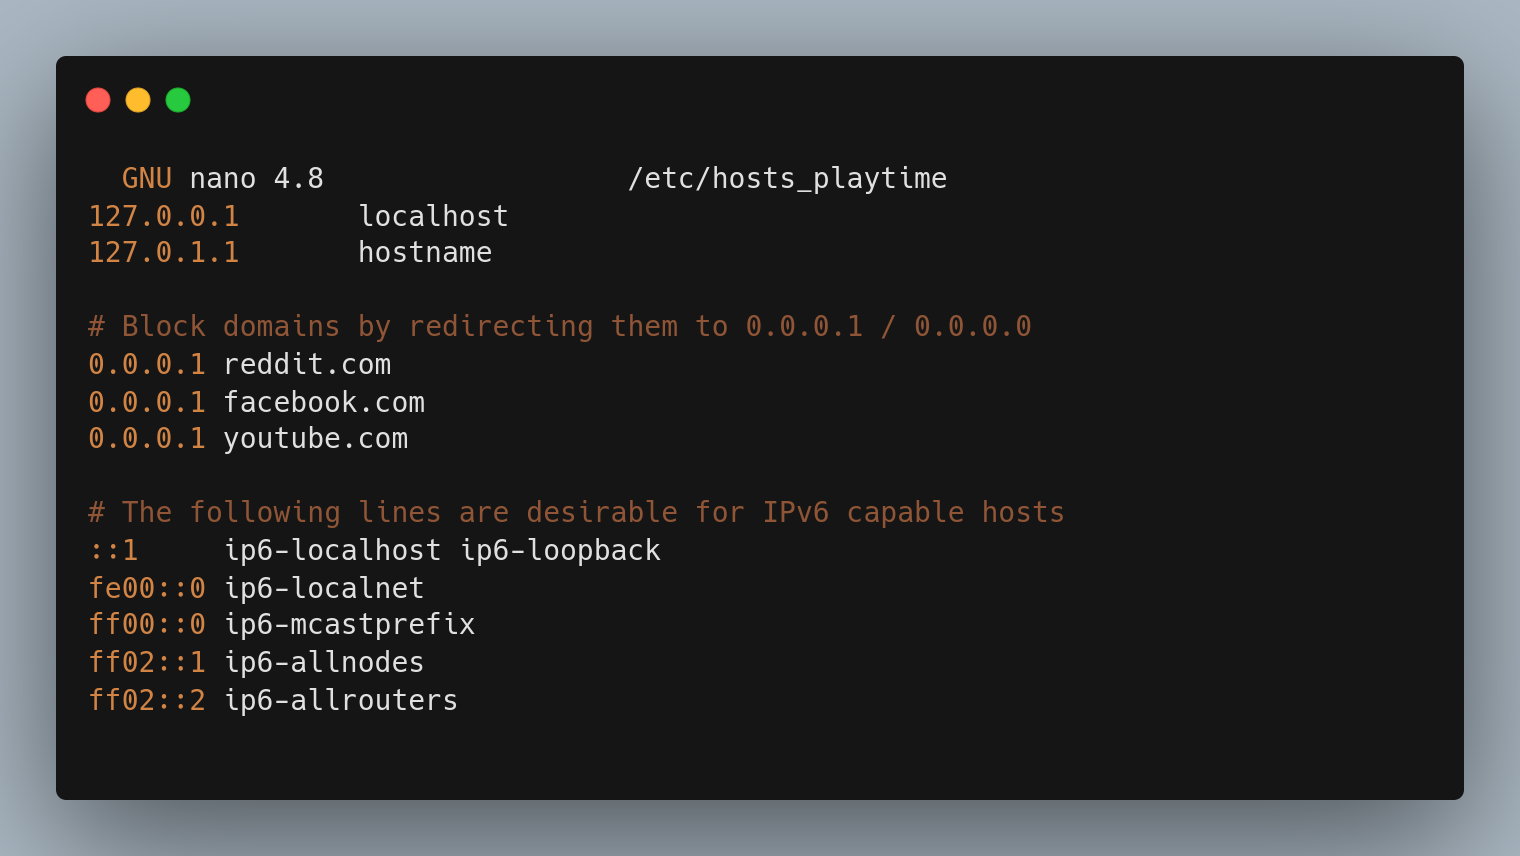 GNU nano 4.8 /etc/hosts_playtime
127.0.0.1 localhost
127.0.1.1 hostname
# Block domains by redirecting them to 0.0.0.1 / 0.0.0.0
0.0.0.1 reddit.com
0.0.0.1 facebook.com
0.0.0.1 youtube.com
# The following lines are desirable for IPv6 capable hosts
::1 ip6-localhost ip6-loopback
fe00::0 ip6-localnet
ff00::0 ip6-mcastprefix
ff02::1 ip6-allnodes
ff02::2 ip6-allrouters